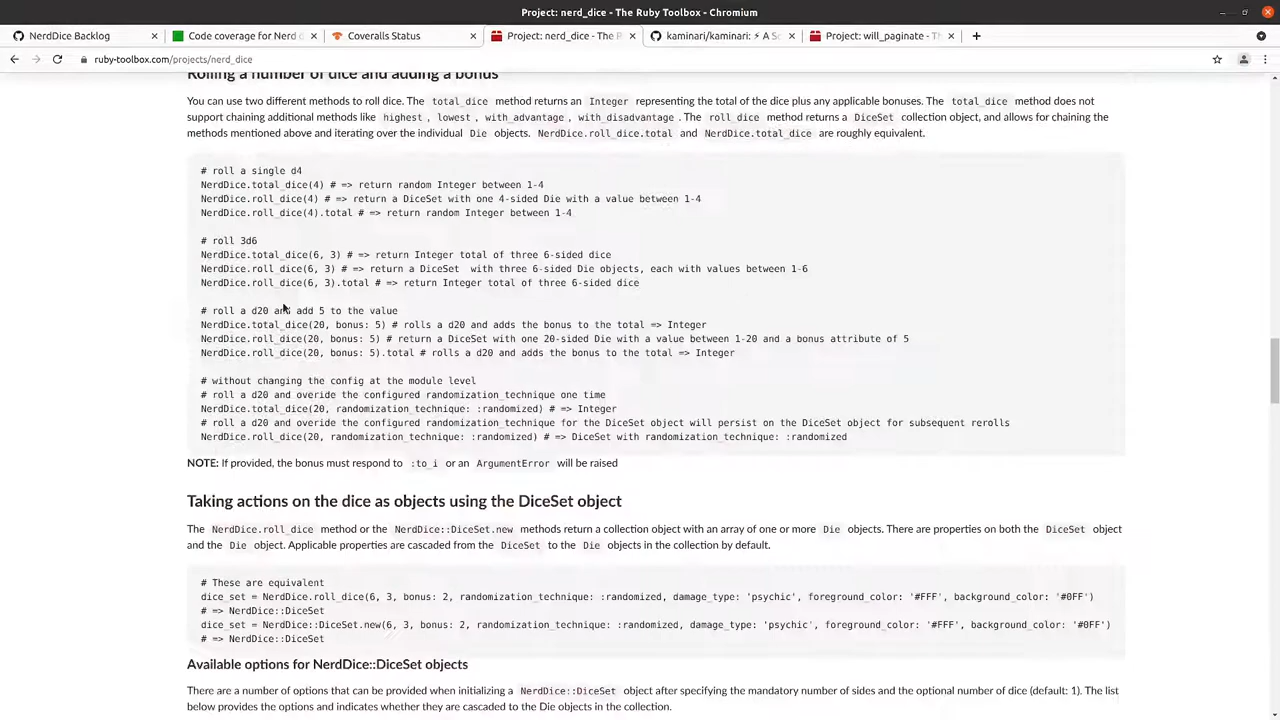 Project: nerd_dice - The Ruby Toolbox - Chromium
NerdDice Backlog
Code coverage for Nerd d
Coveralls Status
Project: nerd_dice - The R
kaminari/kaminari: ⚡ A Sc
Project: will_paginate - Th
ruby-toolbox.com/projects/nerd_dice
Rolling a number of dice and adding a bonus
You can use two different methods to roll dice. The total_dice method returns an Integer representing the total of the dice plus any applicable bonuses. The total_dice method does not
support chaining additional methods like highest, lowest, with_advantage, with_disadvantage. The roll_dice method returns a DiceSet collection object, and allows for chaining the
methods mentioned above and iterating over the individual Die objects. NerdDice.roll_dice.total and NerdDice.total_dice are roughly equivalent.
# roll a single d4
NerdDice.total_dice(4) # => return random Integer between 1-4
NerdDice.roll_dice(4) # => return a DiceSet with one 4-sided Die with a value between 1-4
NerdDice.roll_dice(4).total # => return random Integer between 1-4
# roll 3d6
NerdDice.total_dice(6, 3) # => return Integer total of three 6-sided dice
NerdDice.roll_dice(6, 3) # => return a DiceSet  with three 6-sided Die objects, each with values between 1-6
NerdDice.roll_dice(6, 3).total # => return Integer total of three 6-sided dice
# roll a d20 and add 5 to the value
NerdDice.total_dice(20, bonus: 5) # rolls a d20 and adds the bonus to the total => Integer
NerdDice.roll_dice(20, bonus: 5) # return a DiceSet with one 20-sided Die with a value between 1-20 and a bonus attribute of 5
NerdDice.roll_dice(20, bonus: 5).total # rolls a d20 and adds the bonus to the total => Integer
# without changing the config at the module level
# roll a d20 and overide the configured randomization_technique one time
NerdDice.total_dice(20, randomization_technique: :randomized) # => Integer
# roll a d20 and overide the configured randomization_technique for the DiceSet object will persist on the DiceSet object for subsequent rerolls
NerdDice.roll_dice(20, randomization_technique: :randomized) # => DiceSet with randomization_technique: :randomized
NOTE: If provided, the bonus must respond to :to_i or an ArgumentError will be raised
Taking actions on the dice as objects using the DiceSet object
The NerdDice.roll_dice method or the NerdDice::DiceSet.new methods return a collection object with an array of one or more Die objects. There are properties on both the DiceSet object
and the Die object. Applicable properties are cascaded from the DiceSet to the Die objects in the collection by default.
# These are equivalent
dice_set = NerdDice.roll_dice(6, 3, bonus: 2, randomization_technique: :randomized, damage_type: 'psychic', foreground_color: '#FFF', background_color: '#0FF')
# => NerdDice::DiceSet
dice_set = NerdDice::DiceSet.new(6, 3, bonus: 2, randomization_technique: :randomized, damage_type: 'psychic', foreground_color: '#FFF', background_color: '#0FF')
# => NerdDice::DiceSet
Available options for NerdDice::DiceSet objects
There are a number of options that can be provided when initializing a NerdDice::DiceSet object after specifying the mandatory number of sides and the optional number of dice (default: 1). The list
below provides the options and indicates whether they are cascaded to the Die objects in the collection.